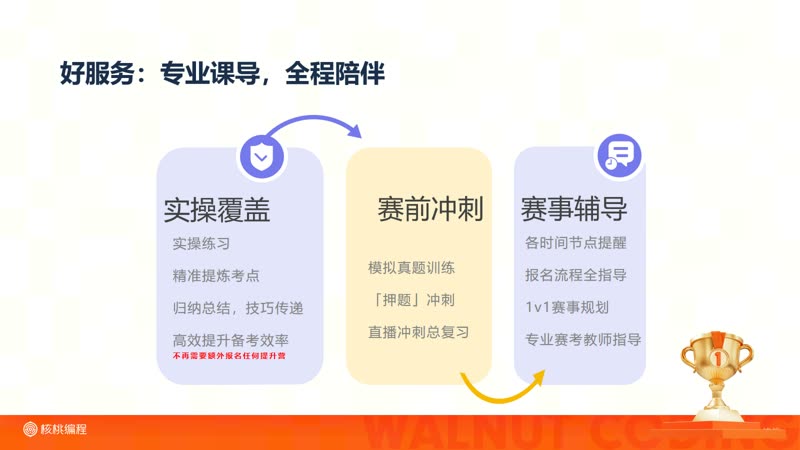 好服务：专业课导，全程陪伴
实操覆盖
实操练习
精准提炼考点
归纳总结，技巧传递
高效提升备考效率
不再需要额外报名任何提升营
赛前冲刺
模拟真题训练
「押题」冲刺
直播冲刺总复习
赛事辅导
各时间节点提醒
报名流程全指导
1v1赛事规划
专业赛考教师指导
1
核桃编程
WALNUT CODING